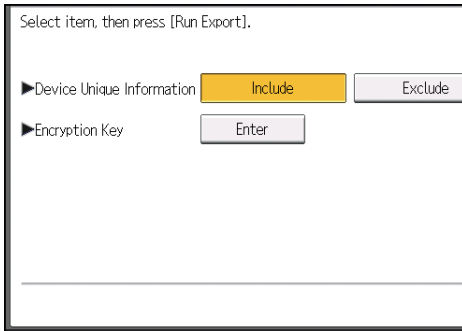 Select item, then press [Run Export].
▶Device Unique Information Include Exclude
▶Encryption Key Enter